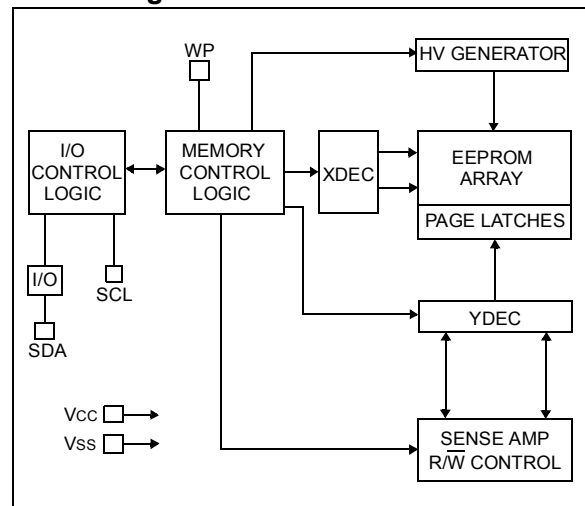 WP
HV GENERATOR
I/O
CONTROL
LOGIC
MEMORY
CONTROL
LOGIC
XDEC
EEPROM
ARRAY
PAGE LATCHES
I/O
SCL
SDA
YDEC
Vcc
Vss
SENSE AMP
R/W̅ CONTROL